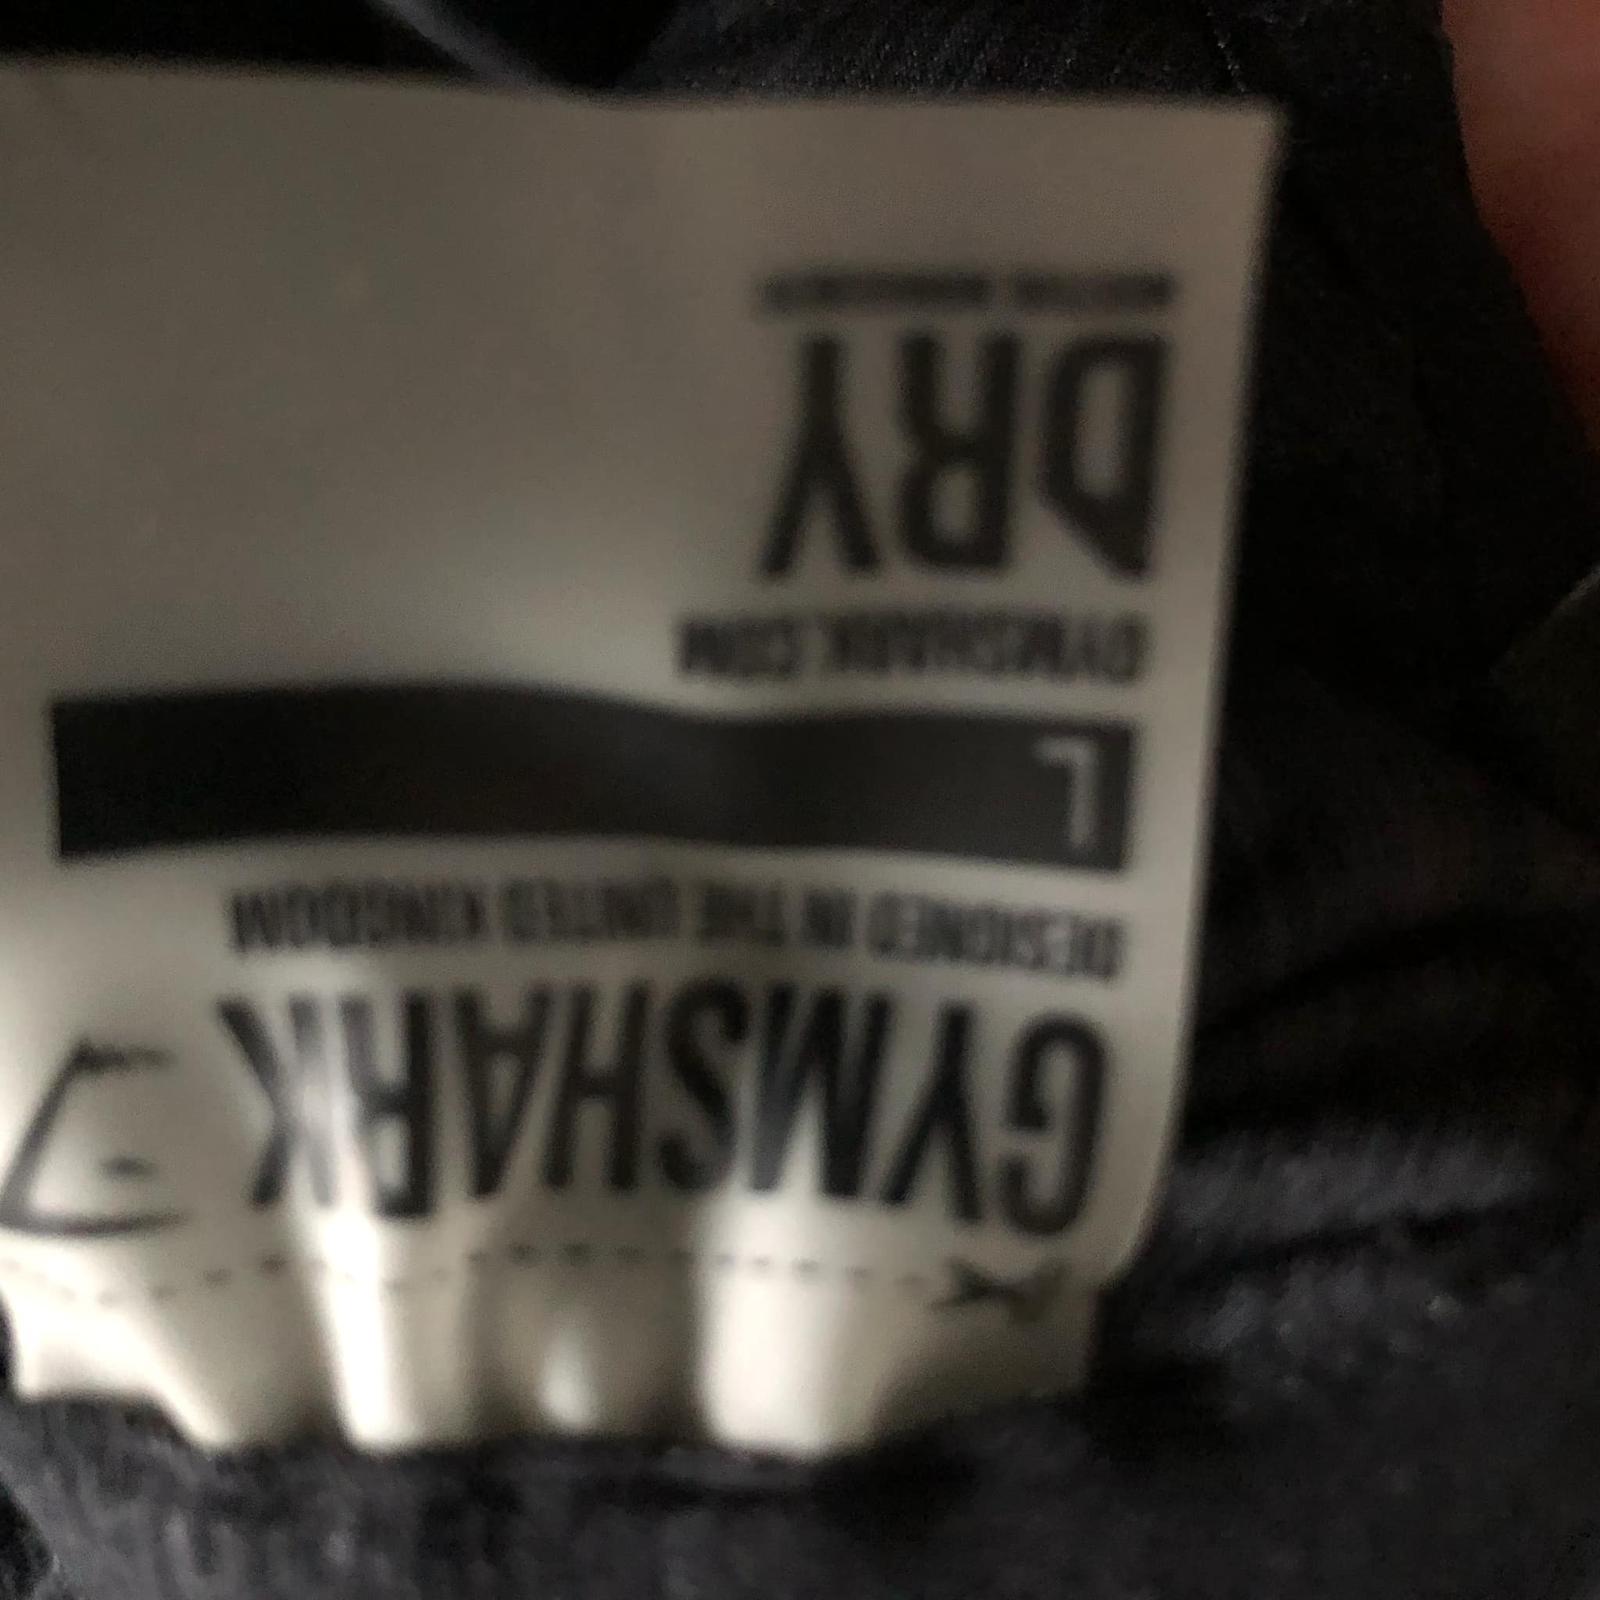 GYMSHARK
DESIGNED IN THE UNITED KINGDOM
L
GYMSHARK.COM
DRY